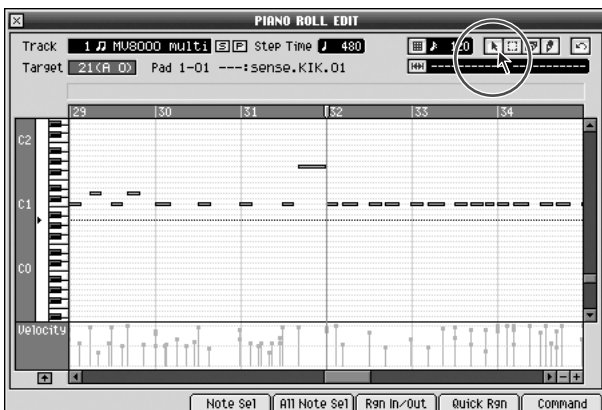 PIANO ROLL EDIT
Track 1 MV8000 multi S P Step Time 480
Target 21(A 0) Pad 1-01 ---:sense.KIK.01
29 30 31 32 33 34
C2
C1
C0
Velocity
Note Sel All Note Sel Rgn In/Out Quick Rgn Command